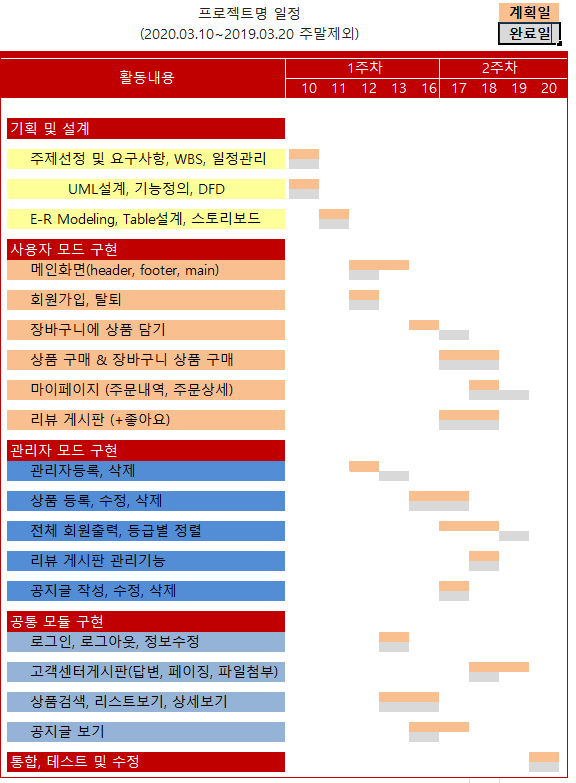 프로젝트명 일정
(2020.03.10~2019.03.20 주말제외)
계획일
완료일
활동내용
1주차
2주차
10 11 12 13 16 17 18 19 20
기획 및 설계
주제선정 및 요구사항, WBS, 일정관리
UML설계, 기능정의, DFD
E-R Modeling, Table설계, 스토리보드
사용자 모드 구현
메인화면(header, footer, main)
회원가입, 탈퇴
장바구니에 상품 담기
상품 구매 & 장바구니 상품 구매
마이페이지 (주문내역, 주문상세)
리뷰 게시판 (+좋아요)
관리자 모드 구현
관리자등록, 삭제
상품 등록, 수정, 삭제
전체 회원출력, 등급별 정렬
리뷰 게시판 관리기능
공지글 작성, 수정, 삭제
공통 모듈 구현
로그인, 로그아웃, 정보수정
고객센터게시판(답변, 페이징, 파일첨부)
상품검색, 리스트보기, 상세보기
공지글 보기
통합, 테스트 및 수정